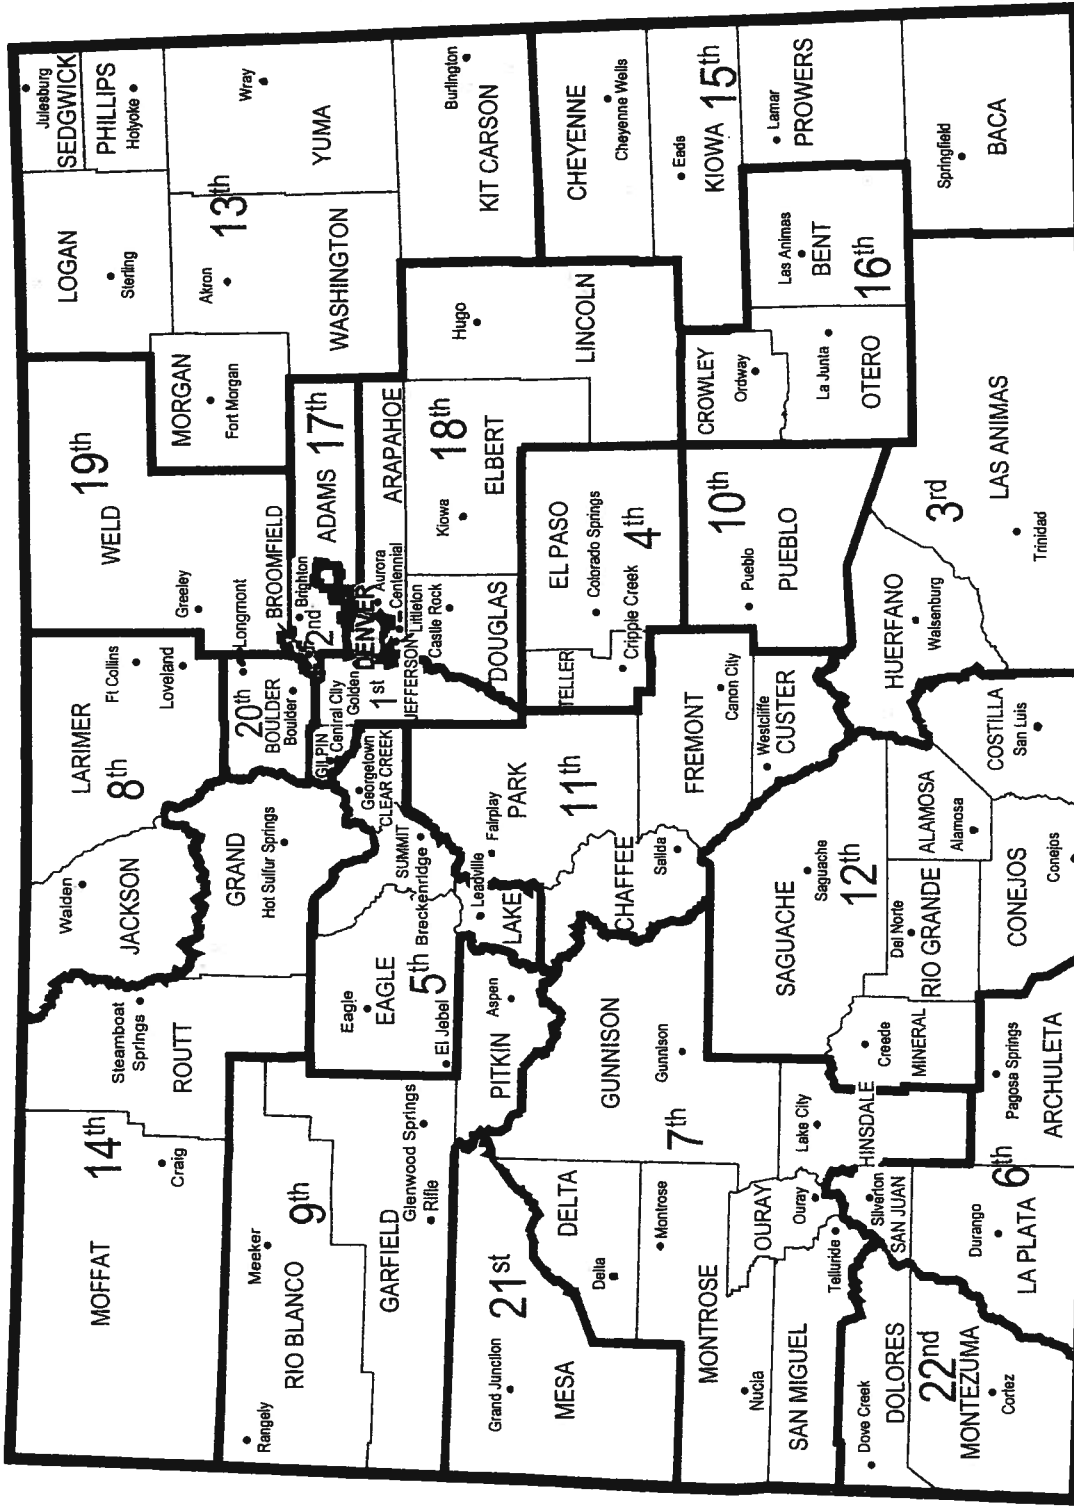 MOFFAT
14th
Craig
Steamboat
Springs
ROUTT
Walden
JACKSON
LARIMER
8th
Ft Collins
Loveland
WELD
19th
Greeley
LOGAN
Sterling
Julesburg
SEDGWICK
PHILLIPS
Holyoke
MORGAN
Fort Morgan
13th
Akron
WASHINGTON
Wray
YUMA
Meeker
RIO BLANCO
9th
Rangely
GARFIELD
Glenwood Springs
Rifle
GRAND
Hot Sulfur Springs
20th
BOULDER
Boulder
Longmont
BROOMFIELD
Brighton
2nd
ADAMS
17th
DENVER
GILPIN
Central City
Golden
1st
JEFFERSON
Georgetown
CLEAR CREEK
ARAPAHOE
Aurora
Centennial
Littleton
Castle Rock
DOUGLAS
18th
Kiowa
ELBERT
Hugo
LINCOLN
Burlington
KIT CARSON
Eagle
EAGLE
5th
El Jebel
SUMMIT
Breckenridge
Grand Junction
21st
MESA
DELTA
Delta
PITKIN
Aspen
Leadville
LAKE
Fairplay
PARK
11th
CHAFFEE
Salida
TELLER
Cripple Creek
EL PASO
Colorado Springs
4th
CHEYENNE
Cheyenne Wells
GUNNISON
Gunnison
7th
MONTROSE
Montrose
Nucla
OURAY
Ouray
SAN MIGUEL
Telluride
FREMONT
Canon City
Westcliffe
CUSTER
10th
Pueblo
PUEBLO
CROWLEY
Ordway
Eads
KIOWA
15th
Lamar
PROWERS
Las Animas
BENT
16th
La Junta
OTERO
SAGUACHE
Saguache
12th
Lake City
HINSDALE
Creede
MINERAL
Del Norte
RIO GRANDE
ALAMOSA
Alamosa
HUERFANO
Walsenburg
3rd
LAS ANIMAS
Trinidad
Springfield
BACA
Dove Creek
DOLORES
22nd
MONTEZUMA
Cortez
Silverton
SAN JUAN
Durango
LA PLATA
6th
Pagosa Springs
ARCHULETA
CONEJOS
Conejos
COSTILLA
San Luis